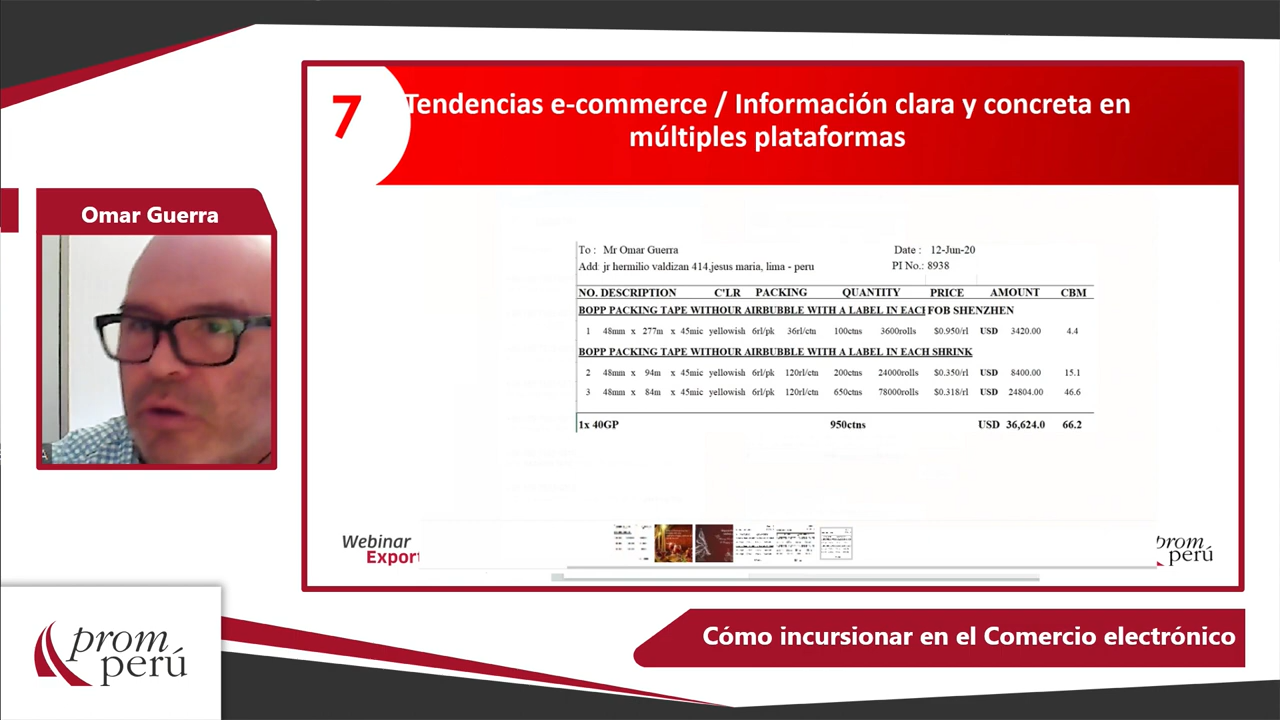 7
Tendencias e-commerce / Información clara y concreta en
múltiples plataformas
Omar Guerra
To : Mr Omar Guerra Date : 12-Jun-20
Add: jr hermilio valdizan 414,jesus maria, lima - peru PI No.: 8938
NO. DESCRIPTION C'LR PACKING QUANTITY PRICE AMOUNT CBM
BOPP PACKING TAPE WITHOUR AIRBUBBLE WITH A LABEL IN EACH FOB SHENZHEN
1 48mm x 277m x 45mic yellowish 6rl/pk 36rl/ctn 100ctns 3600rolls $0.950/rl USD 3420.00 4.4
BOPP PACKING TAPE WITHOUR AIRBUBBLE WITH A LABEL IN EACH SHRINK
2 48mm x 94m x 45mic yellowish 6rl/pk 120rl/ctn 200ctns 24000rolls $0.350/rl USD 8400.00 15.1
3 48mm x 84m x 45mic yellowish 6rl/pk 120rl/ctn 650ctns 78000rolls $0.318/rl USD 24804.00 46.6
1x 40GP 950ctns USD 36,624.0 66.2
Webinar
Export
prom
perú
Cómo incursionar en el Comercio electrónico
prom
perú